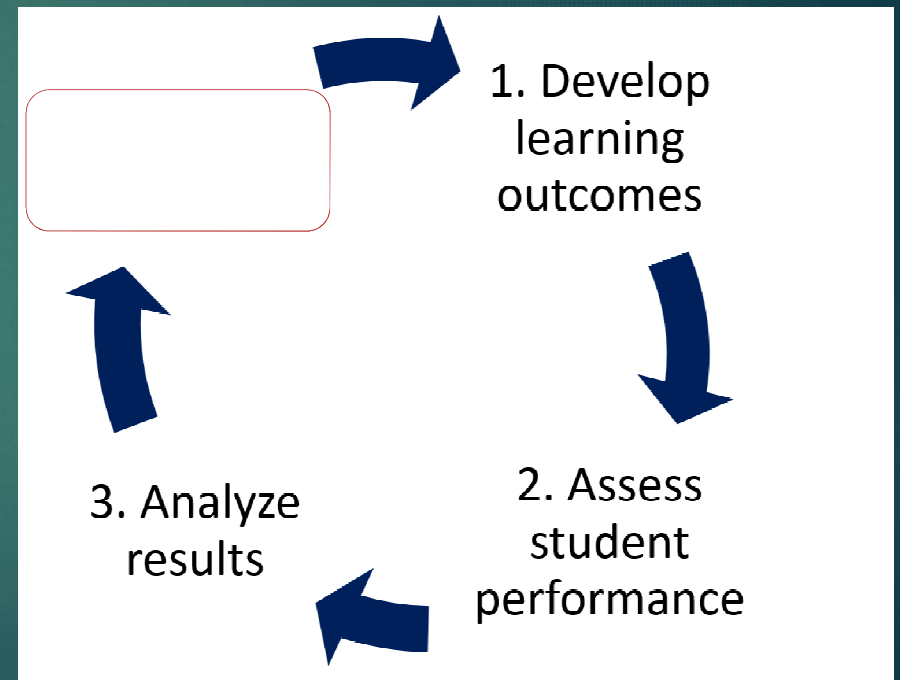 1. Develop
learning
outcomes
2. Assess
student
performance
3. Analyze
results